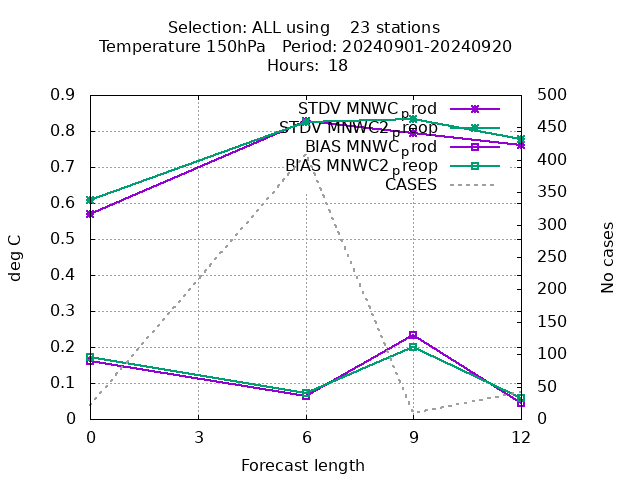 Selection: ALL using    23 stations
Temperature 150hPa   Period: 20240901-20240920
Hours:  18
STDV MNWC_prod
STDV MNWC2_preop
BIAS MNWC_prod
BIAS MNWC2_preop
CASES
deg C
0.9
0.8
0.7
0.6
0.5
0.4
0.3
0.2
0.1
0
500
450
400
350
300
250
200
150
100
50
0
No cases
0 3 6 9 12
Forecast length